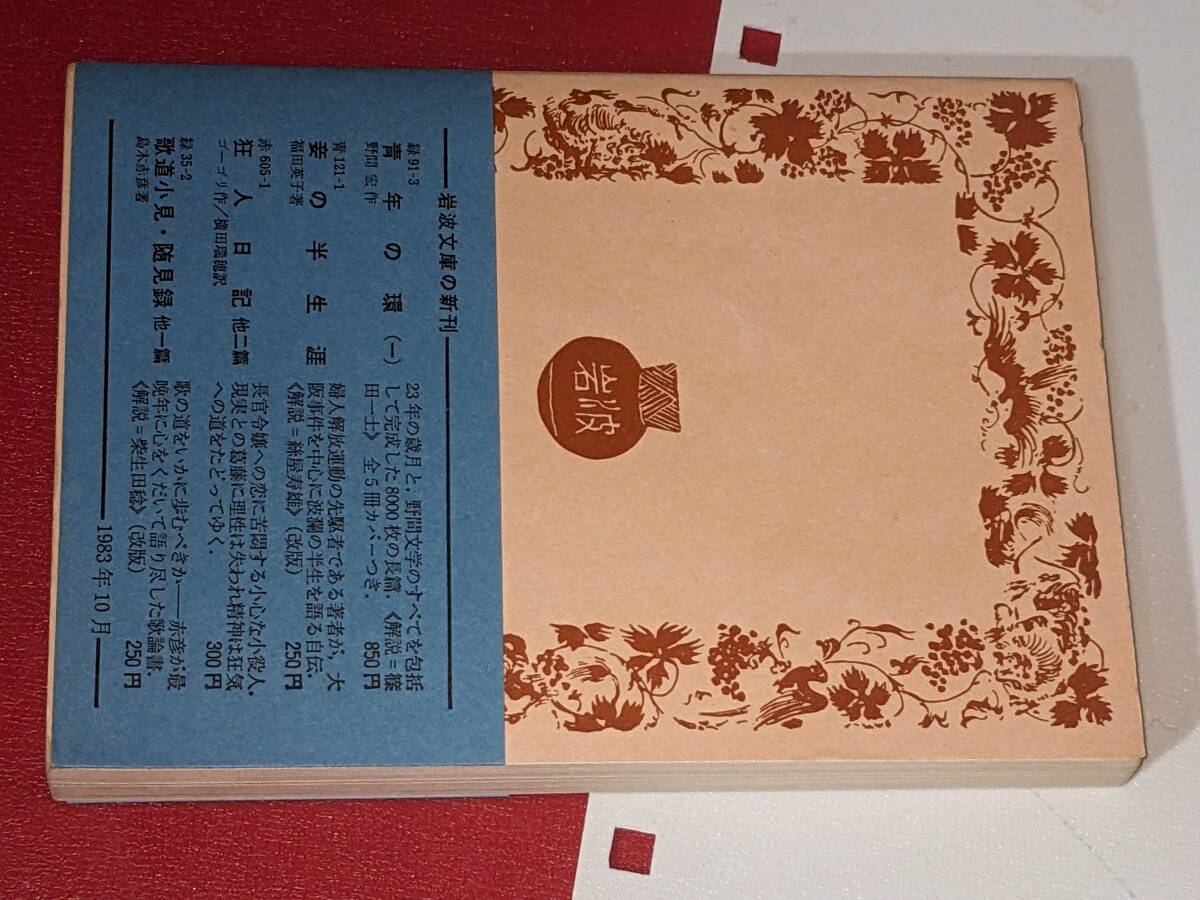 岩波
岩波文庫の新刊
緑91-3
青年の環(一)
野間 宏作
23年の歳月と,野間文学のすべてを包括
して完成した8000枚の長篇.《解説=篠
田一士》 全5冊カバーつき. 850円
青121-1
妾の半生涯
福田英子著
婦人解放運動の先駆者である著者が,大
阪事件を中心に波瀾の半生を語る自伝.
《解説=絲屋寿雄》(改版) 250円
赤605-1
狂人日記 他二篇
ゴーゴリ作/横田瑞穂訳
長官令嬢への恋に苦悶する小心な小役人.
現実との葛藤に理性は失われ精神は狂気
への道をたどってゆく. 300円
緑35-2
歌道小見・随見録 他一篇
島木赤彦著
歌の道をいかに歩むべきか——赤彦が最
晩年に心をくだいて語り尽した歌論書.
《解説=柴生田稔》(改版) 250円
1983年10月